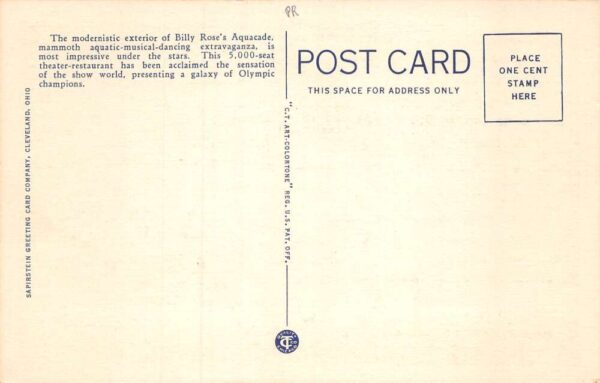 PR
The modernistic exterior of Billy Rose's Aquacade,
mammoth aquatic-musical-dancing extravaganza, is
most impressive under the stars. This 5,000-seat
theater-restaurant has been acclaimed the sensation
of the show world, presenting a galaxy of Olympic
champions.
SAPIRSTEIN GREETING CARD COMPANY, CLEVELAND, OHIO
"C.T. ART-COLORTONE" REG. U.S. PAT. OFF.
POST CARD
THIS SPACE FOR ADDRESS ONLY
PLACE
ONE CENT
STAMP
HERE